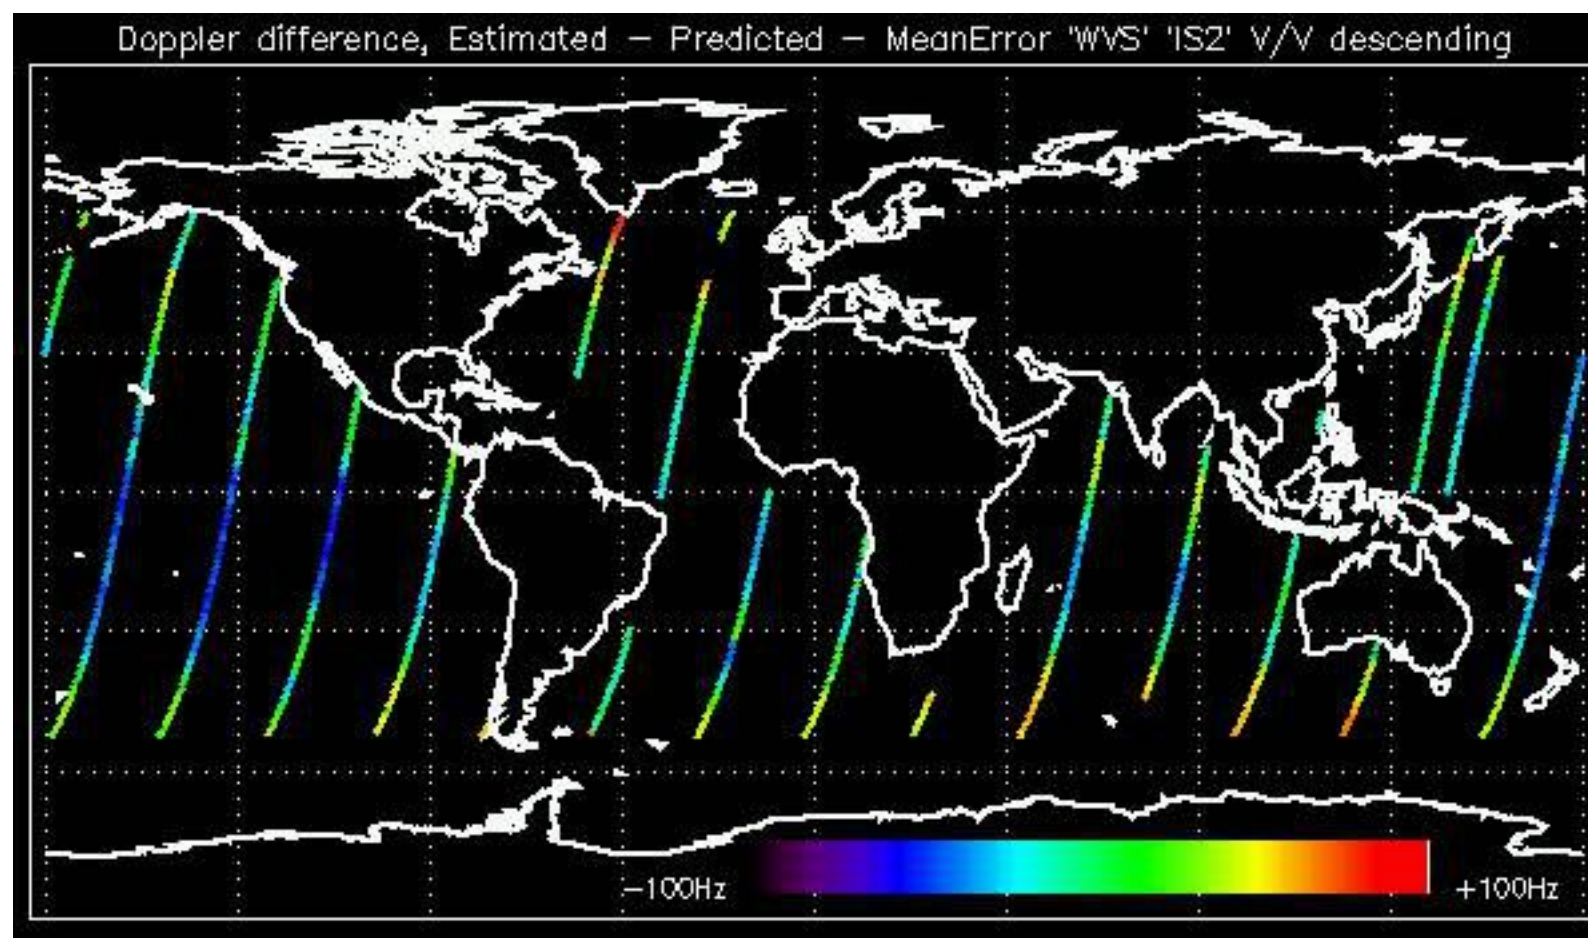 Doppler difference, Estimated – Predicted – MeanError 'WVS' 'IS2' V/V descending
–100Hz +100Hz